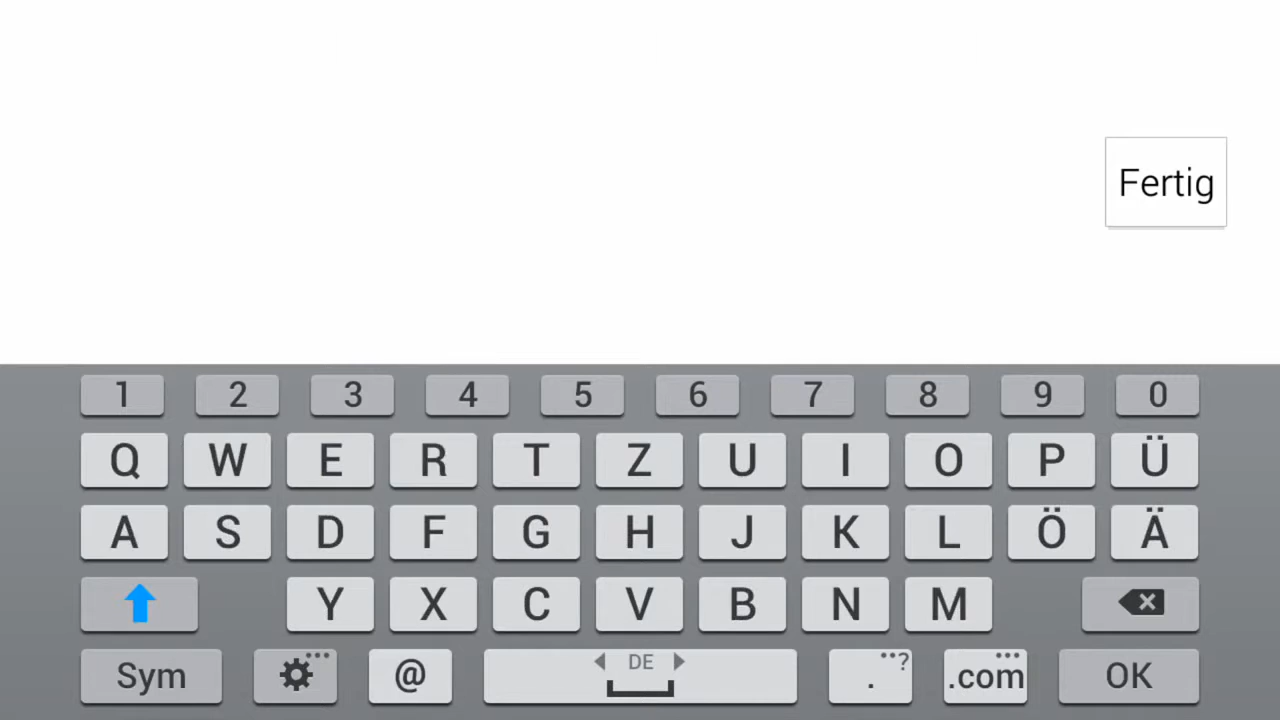 Fertig
1 2 3 4 5 6 7 8 9 0
Q W E R T Z U I O P Ü
A S D F G H J K L Ö Ä
Y X C V B N M
Sym @ DE . ? .com OK